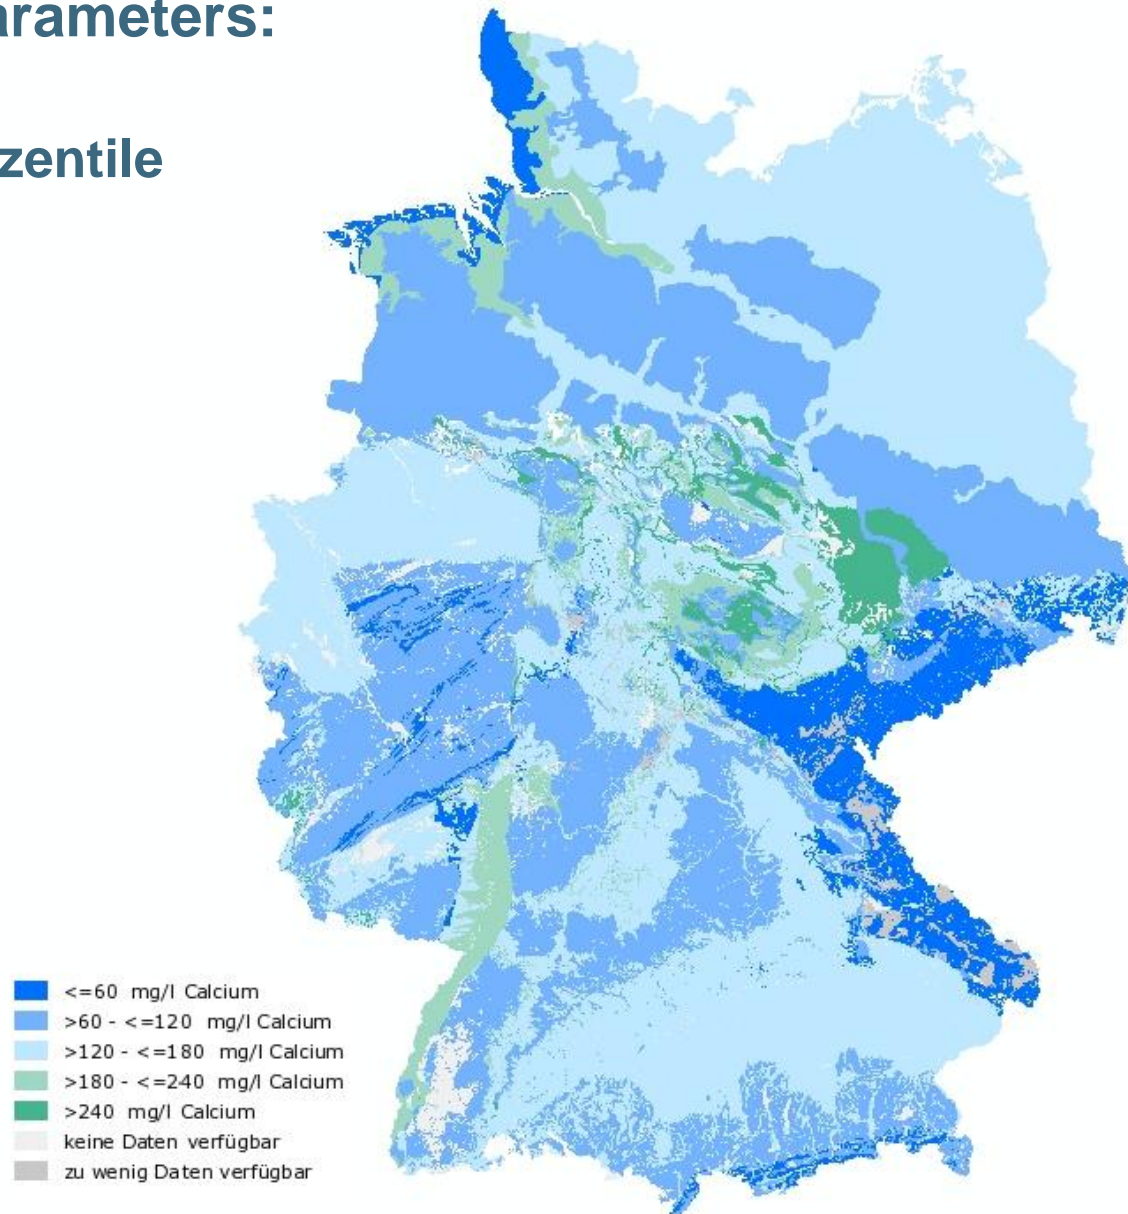 arameters:
zentile
<=60 mg/l Calcium
>60 - <=120 mg/l Calcium
>120 - <=180 mg/l Calcium
>180 - <=240 mg/l Calcium
>240 mg/l Calcium
keine Daten verfügbar
zu wenig Daten verfügbar